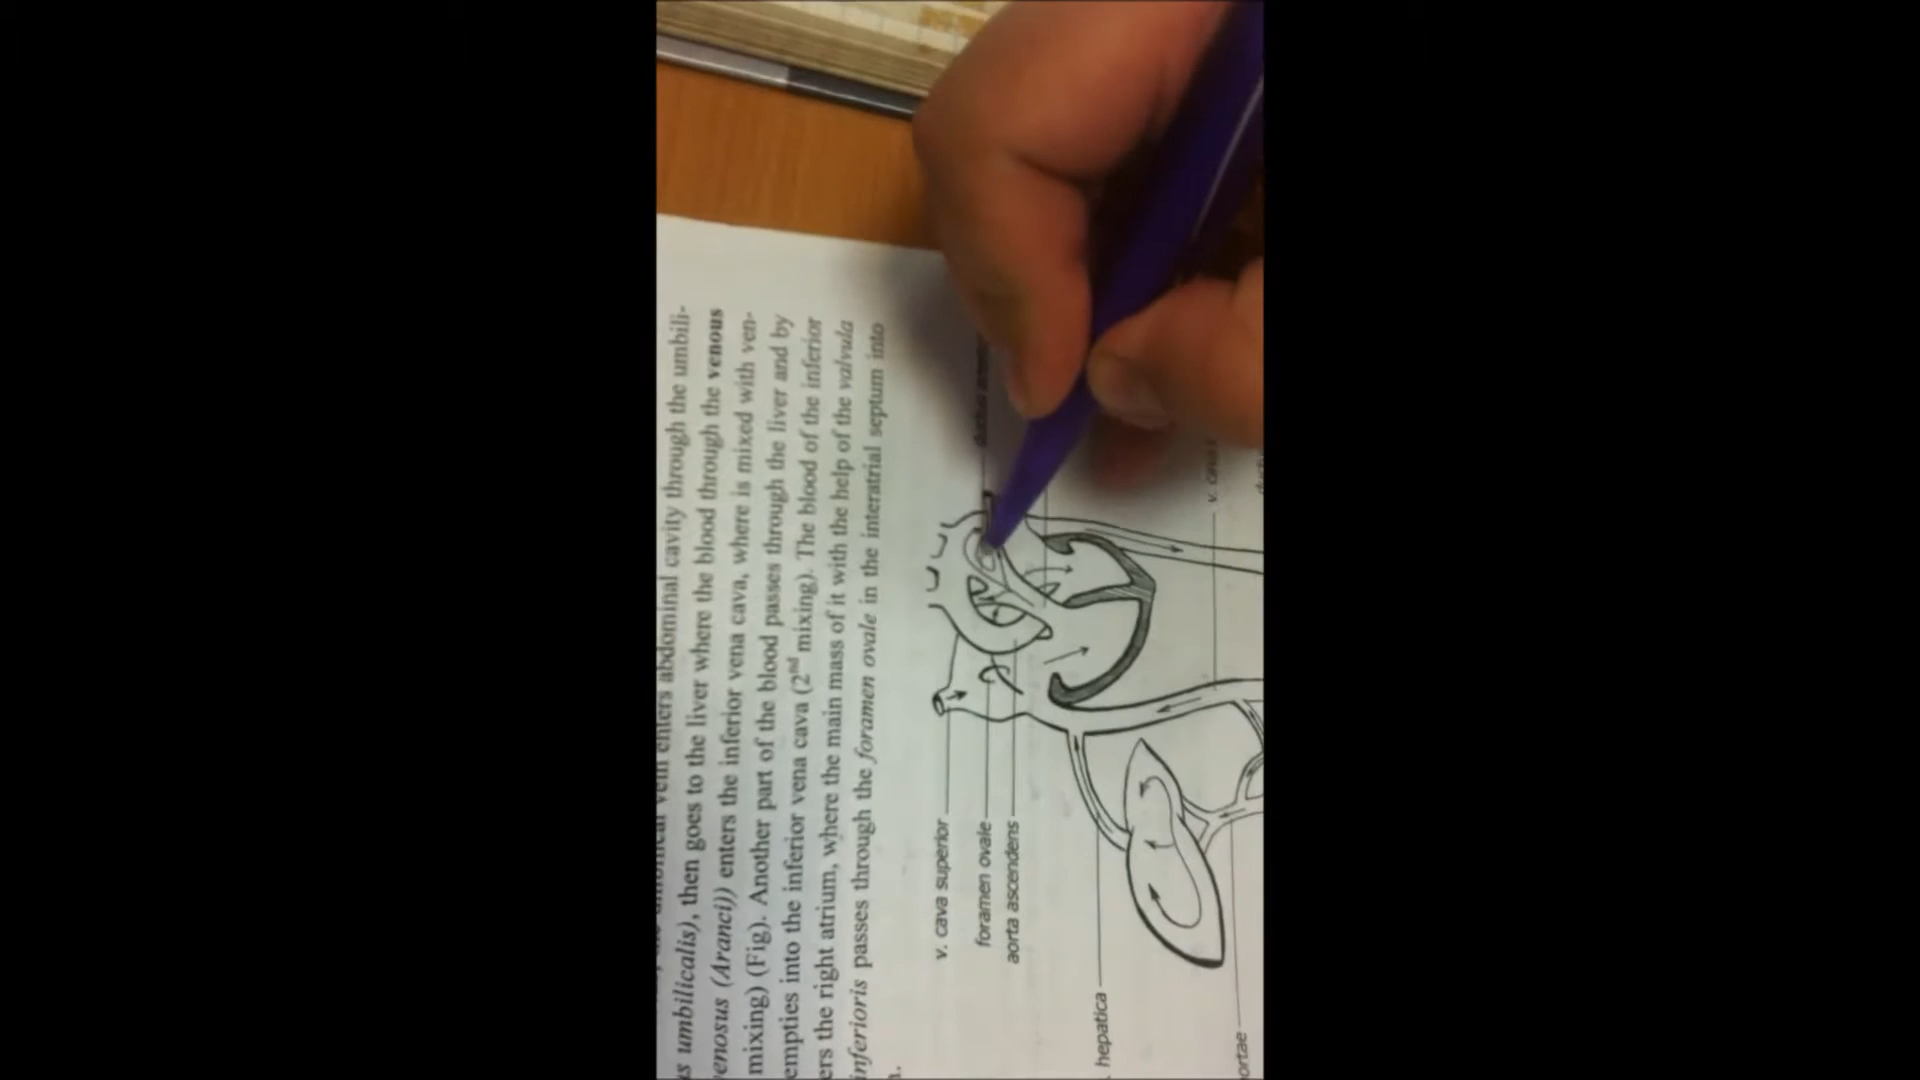 enters abdominal cavity through the umbili-
umbilicalis), then goes to the liver where the blood through the venous
(Aranci)) enters the inferior vena cava, where is mixed with ven-
mixing) (Fig). Another part of the blood passes through the liver and by
empties into the inferior vena cava (2nd mixing). The blood of the inferior
ers the right atrium, where the main mass of it with the help of the valvula
inferioris passes through the foramen ovale in the interatrial septum into
v. cava superior
foramen ovale
aorta ascendens
hepatica
ortae